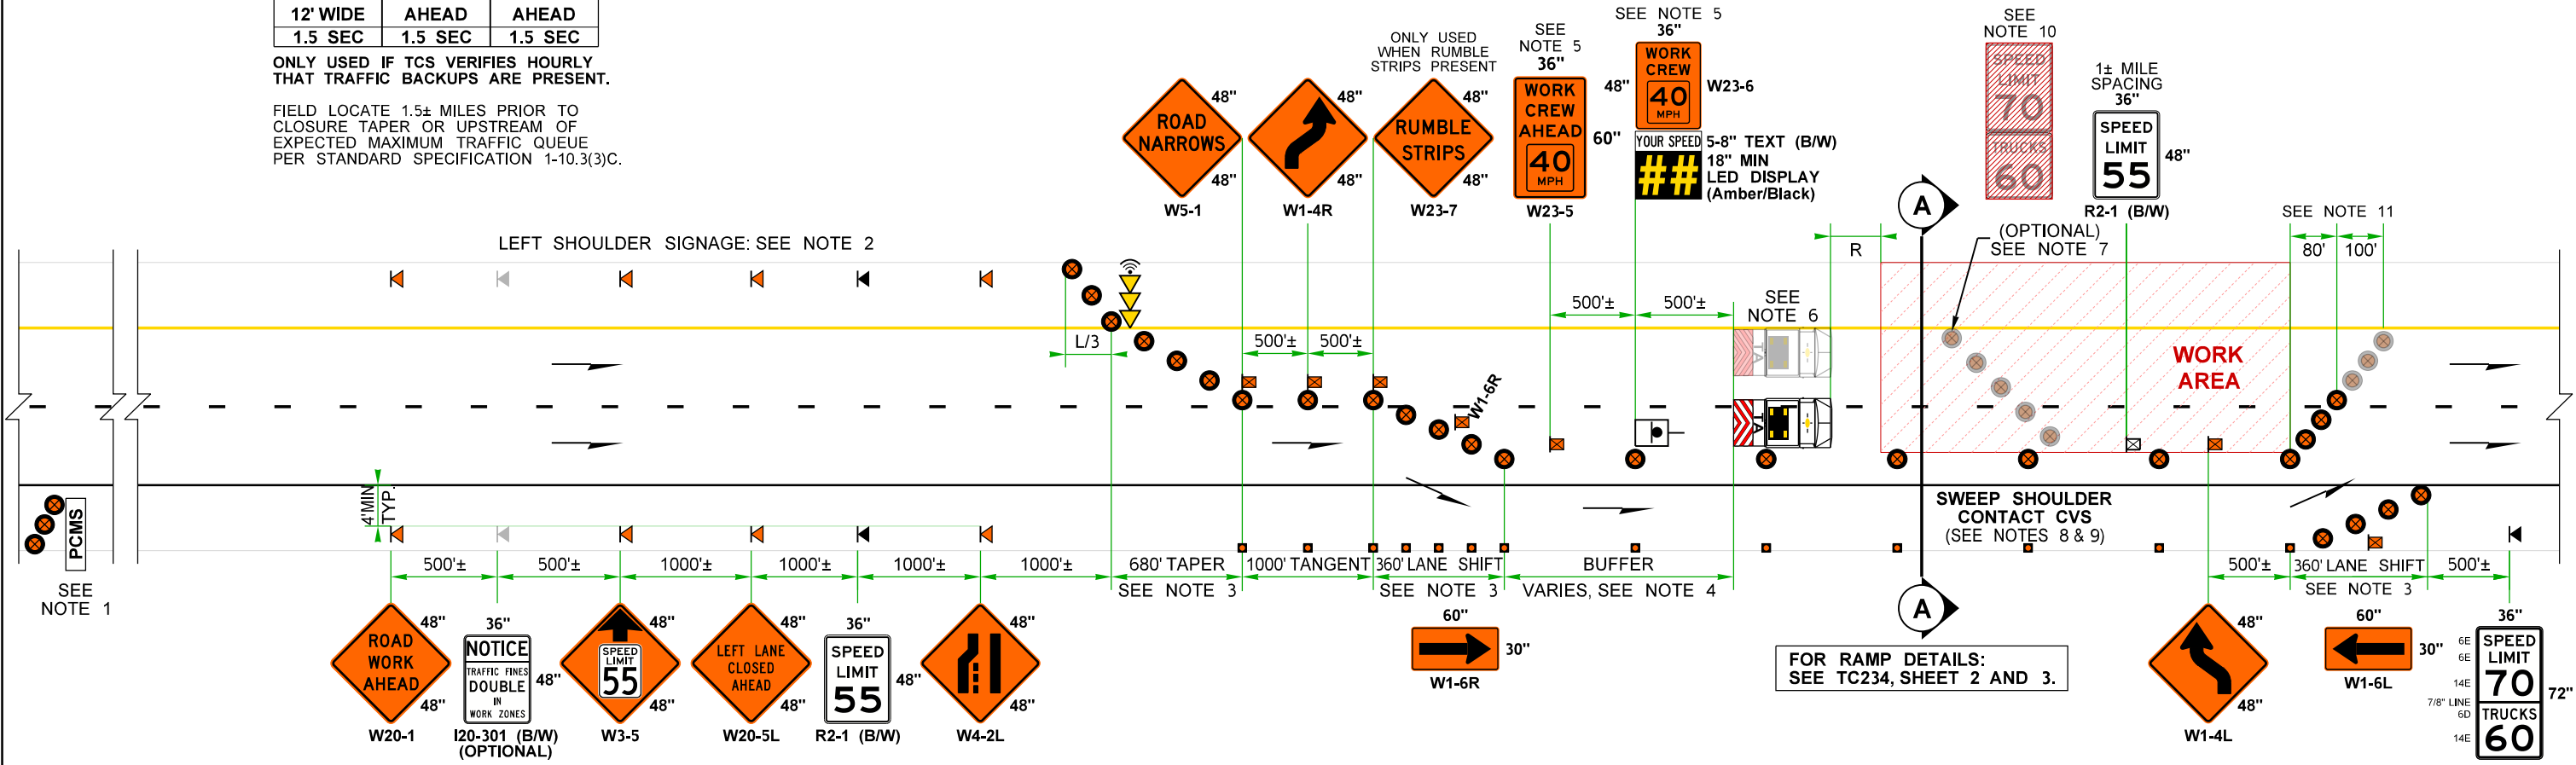 12' WIDE AHEAD AHEAD
1.5 SEC 1.5 SEC 1.5 SEC
ONLY USED IF TCS VERIFIES HOURLY
THAT TRAFFIC BACKUPS ARE PRESENT.
FIELD LOCATE 1.5± MILES PRIOR TO
CLOSURE TAPER OR UPSTREAM OF
EXPECTED MAXIMUM TRAFFIC QUEUE
PER STANDARD SPECIFICATION 1-10.3(3)C.
ROAD
NARROWS
48"
48"
W5-1
48"
48"
W1-4R
ONLY USED
WHEN RUMBLE
STRIPS PRESENT
RUMBLE
STRIPS
48"
48"
W23-7
SEE
NOTE 5
36"
WORK
CREW
AHEAD
40
MPH
60"
W23-5
SEE NOTE 5
36"
WORK
CREW
40
MPH
48"
W23-6
YOUR SPEED
5-8" TEXT (B/W)
##
18" MIN
LED DISPLAY
(Amber/Black)
SEE
NOTE 10
SPEED
LIMIT
70
TRUCKS
60
1± MILE
SPACING
36"
SPEED
LIMIT
55
48"
R2-1 (B/W)
SEE NOTE 11
80' 100'
LEFT SHOULDER SIGNAGE: SEE NOTE 2
A
R
(OPTIONAL)
SEE NOTE 7
L/3
500'± 500'±
500'± 500'±
SEE
NOTE 6
TA
TA
WORK
AREA
W1-6R
PCMS
SEE
NOTE 1
4'MIN
TYP.
SWEEP SHOULDER
CONTACT CVS
(SEE NOTES 8 & 9)
500'± 500'± 1000'± 1000'± 1000'± 1000'± 680' TAPER 1000' TANGENT 360' LANE SHIFT BUFFER
SEE NOTE 3 SEE NOTE 3 VARIES, SEE NOTE 4
500'± 360' LANE SHIFT 500'±
SEE NOTE 3
A
ROAD
WORK
AHEAD
48"
48"
W20-1
36"
NOTICE
TRAFFIC FINES
DOUBLE
IN
WORK ZONES
48"
I20-301 (B/W)
(OPTIONAL)
SPEED
LIMIT
55
48"
48"
W3-5
LEFT LANE
CLOSED
AHEAD
48"
48"
W20-5L
36"
SPEED
LIMIT
55
48"
R2-1 (B/W)
48"
48"
W4-2L
60"
30"
W1-6R
FOR RAMP DETAILS:
SEE TC234, SHEET 2 AND 3.
48"
48"
W1-4L
60"
30"
W1-6L
36"
6E
6E
14E
7/8" LINE
6D
14E
SPEED
LIMIT
70
TRUCKS
60
72"